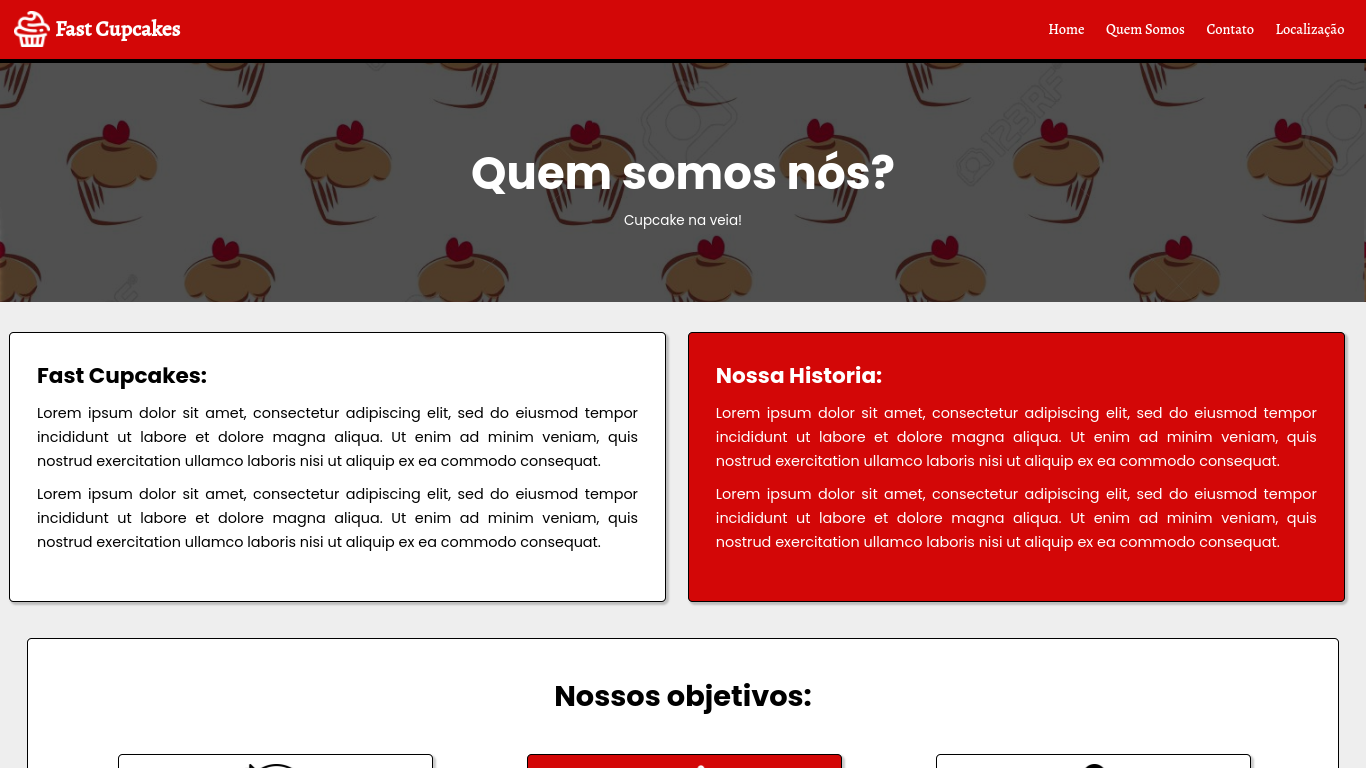 Fast Cupcakes
Home Quem Somos Contato Localização
123RF
Quem somos nós?
Cupcake na veia!
Fast Cupcakes:
Lorem ipsum dolor sit amet, consectetur adipiscing elit, sed do eiusmod tempor
incididunt ut labore et dolore magna aliqua. Ut enim ad minim veniam, quis
nostrud exercitation ullamco laboris nisi ut aliquip ex ea commodo consequat.
Lorem ipsum dolor sit amet, consectetur adipiscing elit, sed do eiusmod tempor
incididunt ut labore et dolore magna aliqua. Ut enim ad minim veniam, quis
nostrud exercitation ullamco laboris nisi ut aliquip ex ea commodo consequat.
Nossa Historia:
Lorem ipsum dolor sit amet, consectetur adipiscing elit, sed do eiusmod tempor
incididunt ut labore et dolore magna aliqua. Ut enim ad minim veniam, quis
nostrud exercitation ullamco laboris nisi ut aliquip ex ea commodo consequat.
Lorem ipsum dolor sit amet, consectetur adipiscing elit, sed do eiusmod tempor
incididunt ut labore et dolore magna aliqua. Ut enim ad minim veniam, quis
nostrud exercitation ullamco laboris nisi ut aliquip ex ea commodo consequat.
Nossos objetivos: